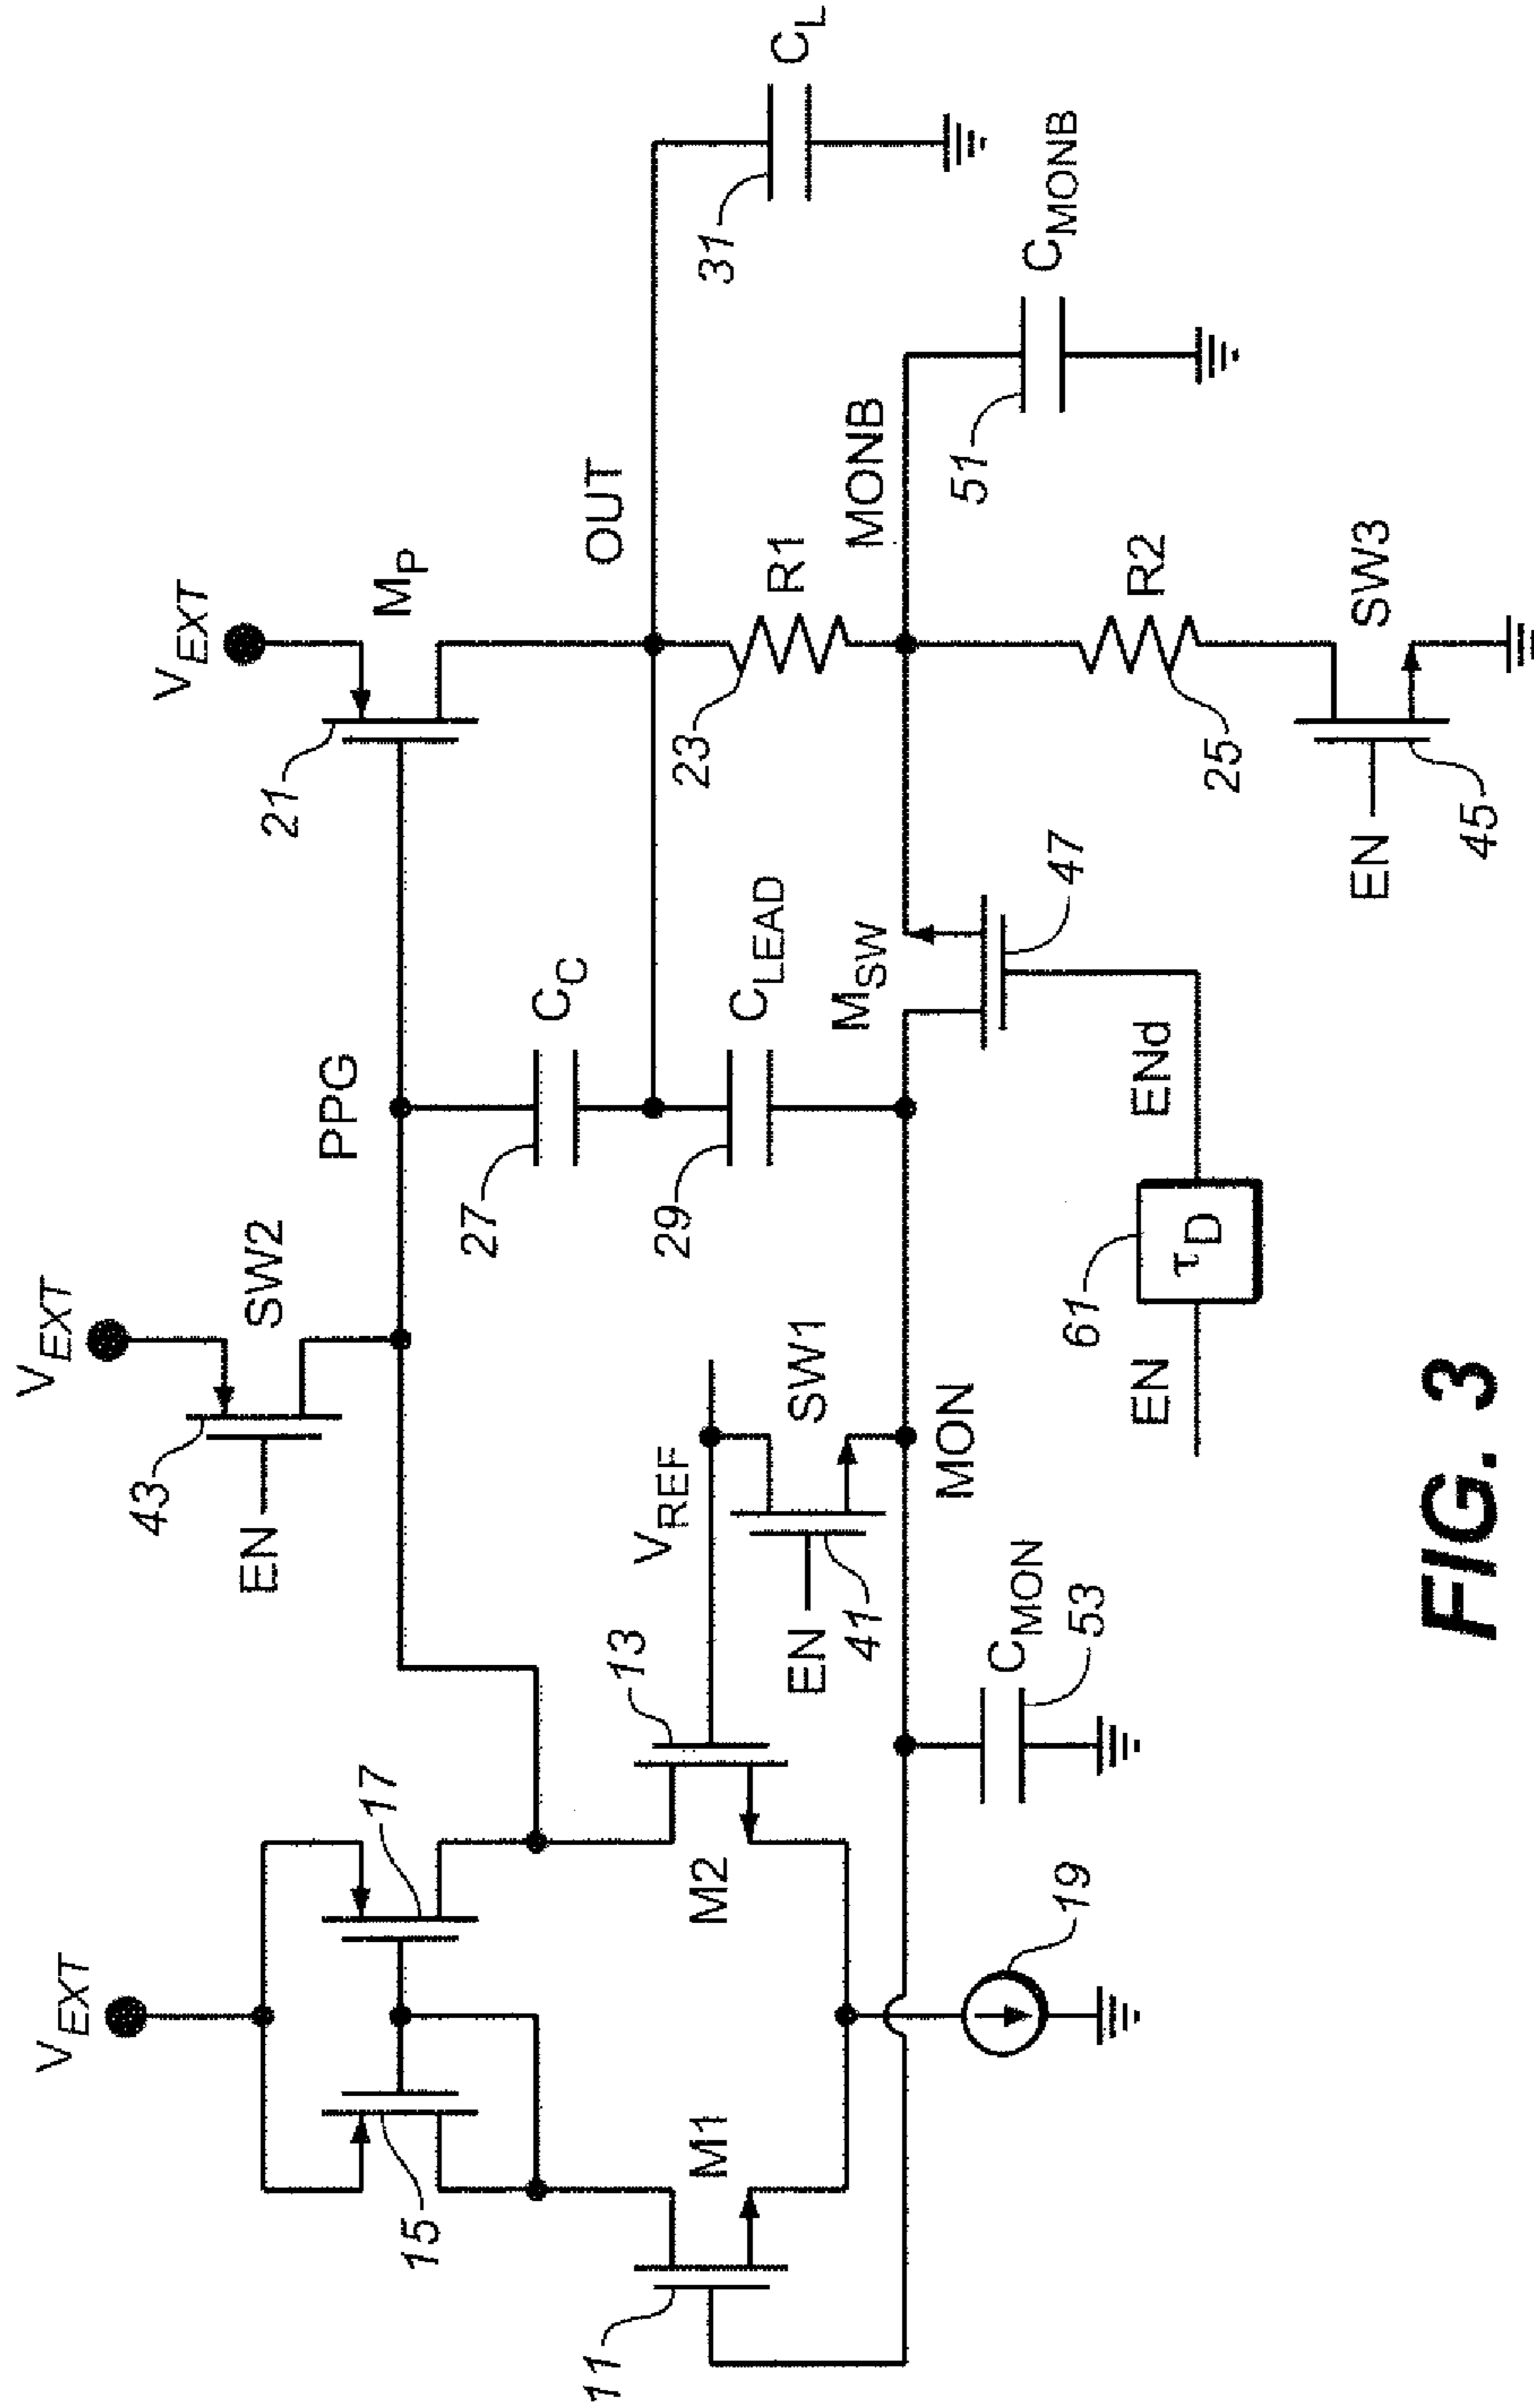 V_EXT
V_EXT
V_EXT
43
SW2
EN
21
M_P
PPG
17
15
27
C_C
OUT
C_L
31
13
V_REF
29
C_LEAD
23
R1
M1
M2
EN
SW1
41
11
M_SW
MONB
C_MONB
51
MON
47
19
C_MON
53
R2
25
EN
SW3
45
ENd
EN
61
τ_D
FIG. 3